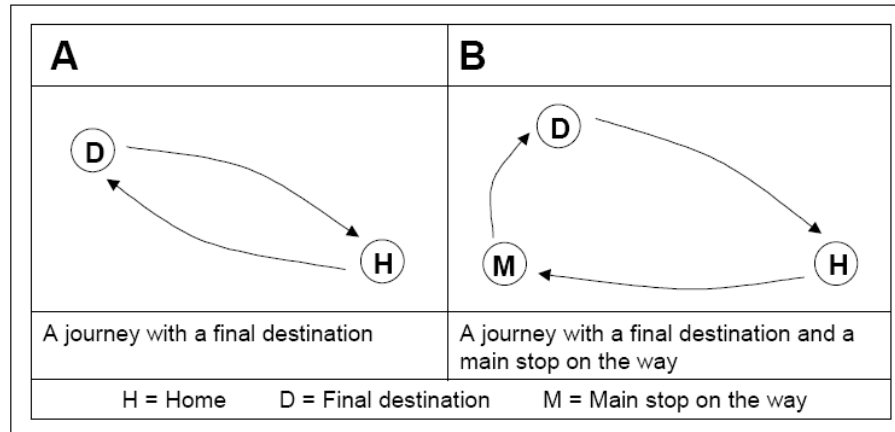 A
B
D
H
D
M
H
A journey with a final destination
A journey with a final destination and a
main stop on the way
H = Home D = Final destination M = Main stop on the way